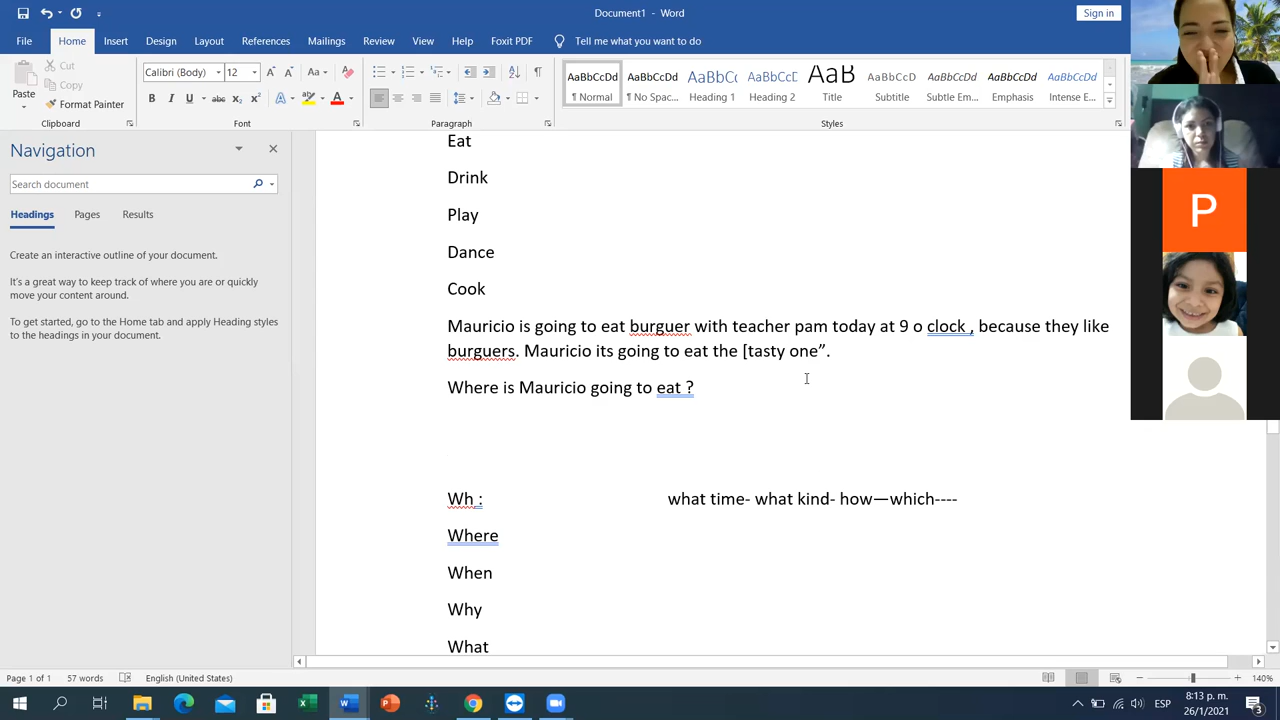 Document1 - Word
Sign in
File Home Insert Design Layout References Mailings Review View Help Foxit PDF Tell me what you want to do
Paste
Cut
Copy
Format Painter
Calibri (Body) 12
Aa
B I U abc X₂ X² A A
AaBbCcDd AaBbCcDd AaBbCc AaBbCcD AaB AaBbCcD AaBbCcDd AaBbCcDd AaBbCcDd
¶ Normal ¶ No Spac... Heading 1 Heading 2 Title Subtitle Subtle Em... Emphasis Intense E...
Clipboard Font Paragraph Styles
Navigation
Search document
Headings Pages Results
Create an interactive outline of your document.
It's a great way to keep track of where you are or quickly
move your content around.
To get started, go to the Home tab and apply Heading styles
to the headings in your document.
Eat
Drink
Play
Dance
Cook
Mauricio is going to eat burguer with teacher pam today at 9 o clock , because they like
burguers. Mauricio its going to eat the [tasty one”.
Where is Mauricio going to eat ?
Wh : what time- what kind- how—which----
Where
When
Why
What
P
Page 1 of 1 57 words English (United States) 140%
ESP
8:13 p. m.
26/1/2021
3